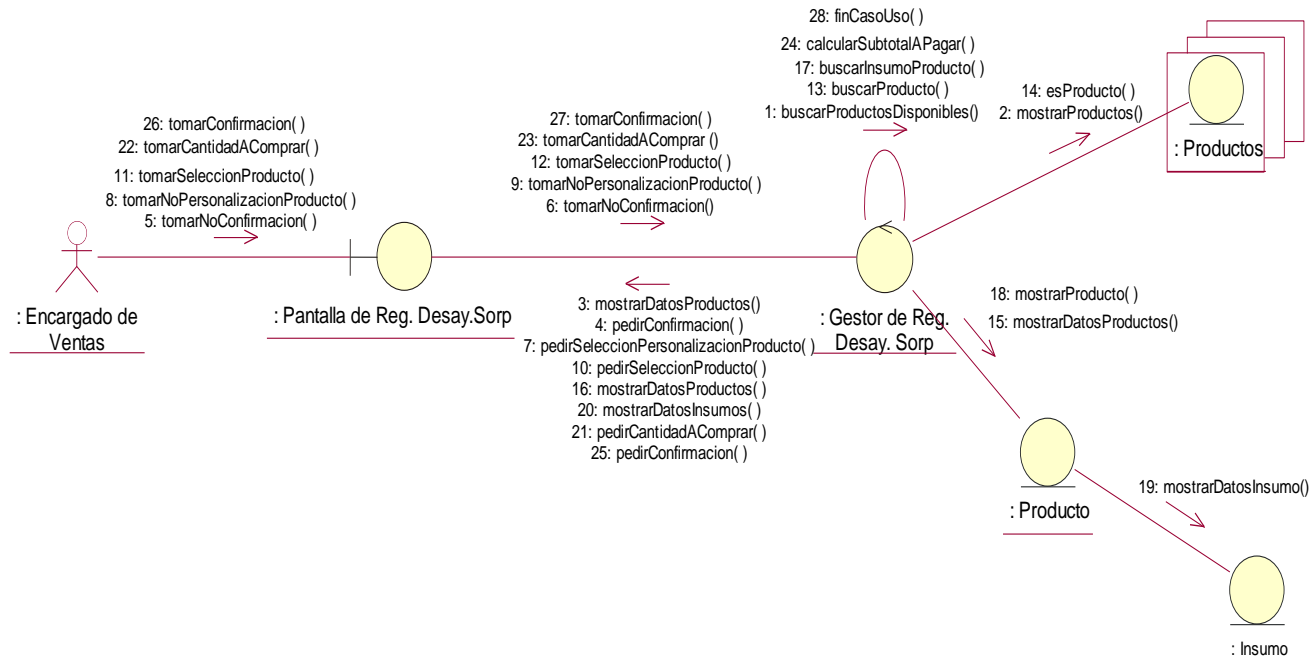 28: finCasoUso( )
24: calcularSubtotalAPagar( )
17: buscarInsumoProducto( )
13: buscarProducto( )
1: buscarProductosDisponibles()
14: esProducto( )
2: mostrarProductos()
: Productos
26: tomarConfirmacion( )
22: tomarCantidadAComprar( )
11: tomarSeleccionProducto( )
8: tomarNoPersonalizacionProducto( )
5: tomarNoConfirmacion( )
27: tomarConfirmacion( )
23: tomarCantidadAComprar ()
12: tomarSeleccionProducto( )
9: tomarNoPersonalizacionProducto( )
6: tomarNoConfirmacion()
: Encargado de
Ventas
: Pantalla de Reg. Desay.Sorp
3: mostrarDatosProductos()
4: pedirConfirmacion( )
7: pedirSeleccionPersonalizacionProducto( )
10: pedirSeleccionProducto( )
16: mostrarDatosProductos( )
20: mostrarDatosInsumos( )
21: pedirCantidadAComprar( )
25: pedirConfirmacion( )
: Gestor de Reg.
Desay. Sorp
18: mostrarProducto( )
15: mostrarDatosProductos()
: Producto
19: mostrarDatosInsumo()
: Insumo